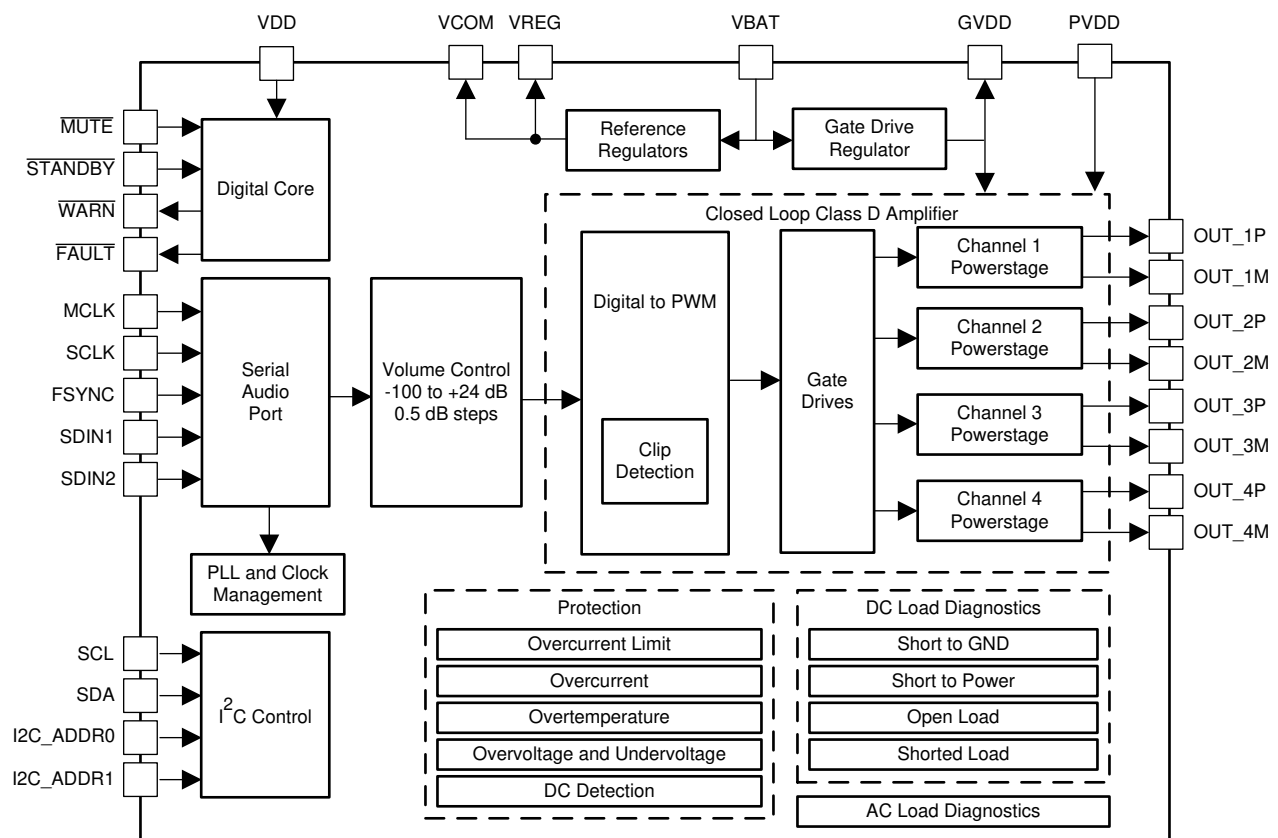 VDD
VCOM
VREG
VBAT
GVDD
PVDD
MUTE
STANDBY
WARN
FAULT
Digital Core
Reference
Regulators
Gate Drive
Regulator
Closed Loop Class D Amplifier
MCLK
SCLK
FSYNC
SDIN1
SDIN2
Serial
Audio
Port
Volume Control
-100 to +24 dB
0.5 dB steps
Digital to PWM
Clip
Detection
Gate
Drives
Channel 1
Powerstage
Channel 2
Powerstage
Channel 3
Powerstage
Channel 4
Powerstage
OUT_1P
OUT_1M
OUT_2P
OUT_2M
OUT_3P
OUT_3M
OUT_4P
OUT_4M
PLL and Clock
Management
SCL
SDA
I2C_ADDR0
I2C_ADDR1
I²C Control
Protection
Overcurrent Limit
Overcurrent
Overtemperature
Overvoltage and Undervoltage
DC Detection
DC Load Diagnostics
Short to GND
Short to Power
Open Load
Shorted Load
AC Load Diagnostics